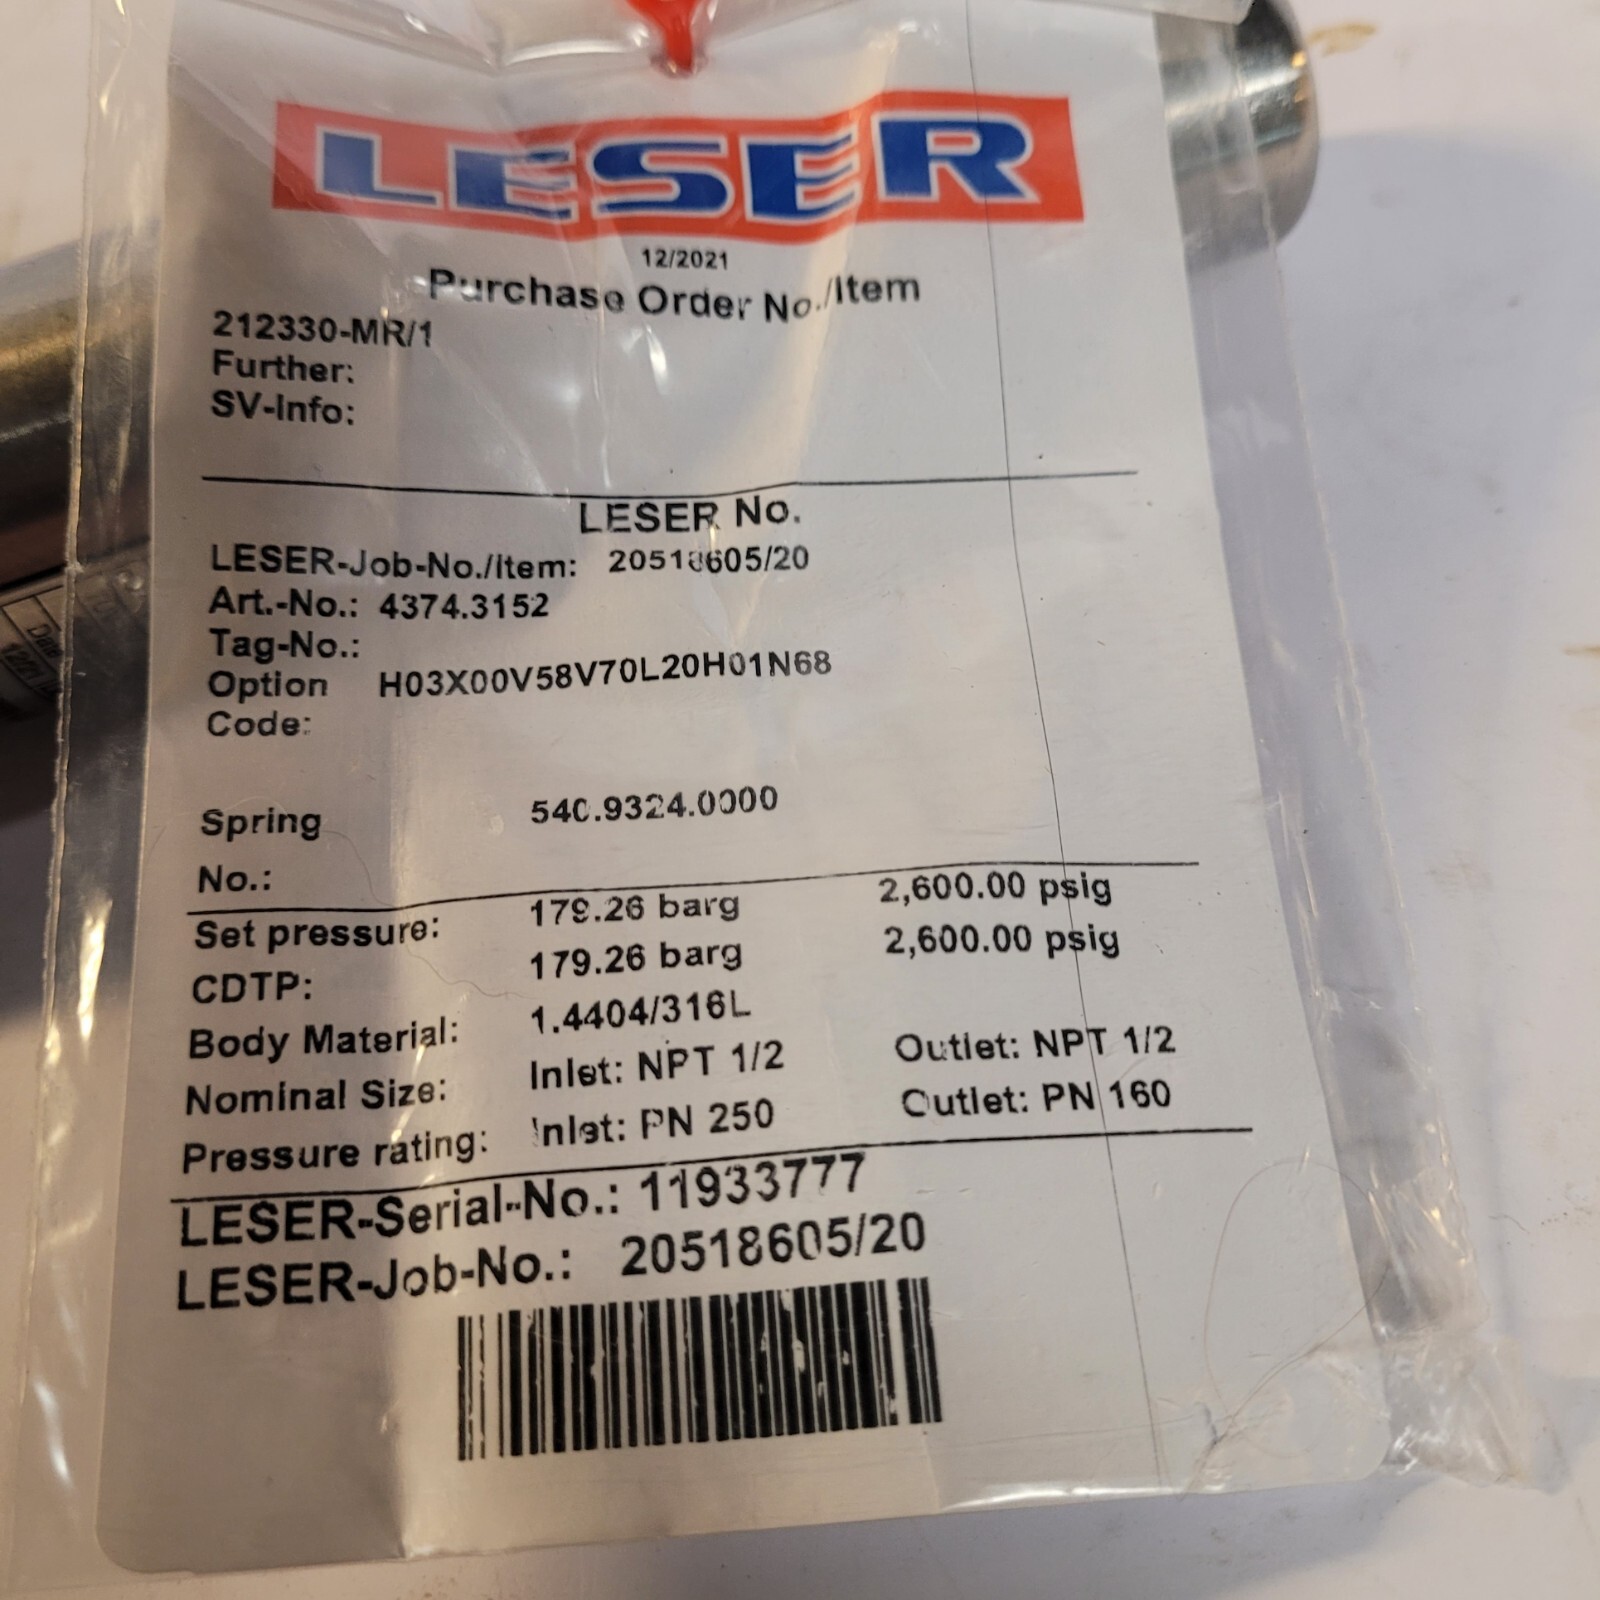 LESER
12/2021
Purchase Order No./Item
212330-MR/1
Further:
SV-Info:
LESER No.
LESER-Job-No./Item: 20518605/20
Art.-No.: 4374.3152
Tag-No.:
Option H03X00V58V70L20H01N68
Code:
Spring 540.9324.0000
No.:
Set pressure: 179.26 barg 2,600.00 psig
CDTP: 179.26 barg 2,600.00 psig
Body Material: 1.4404/316L
Nominal Size: Inlet: NPT 1/2 Outlet: NPT 1/2
Pressure rating: Inlet: PN 250 Outlet: PN 160
LESER-Serial-No.: 11933777
LESER-Job-No.: 20518605/20
Date